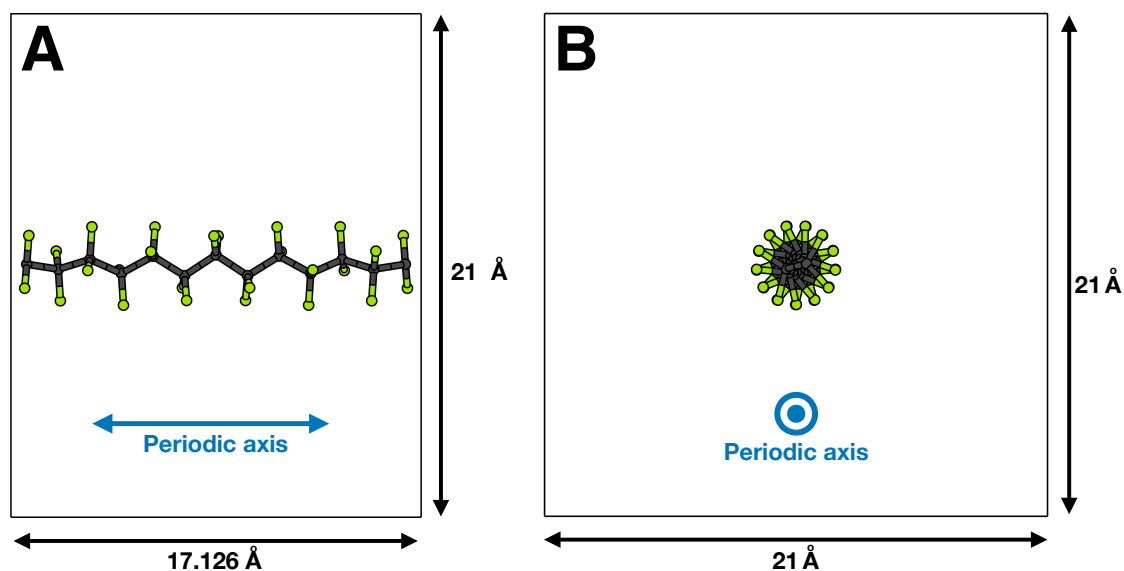 A
B
21 Å
21 Å
Periodic axis
Periodic axis
17.126 Å
21 Å